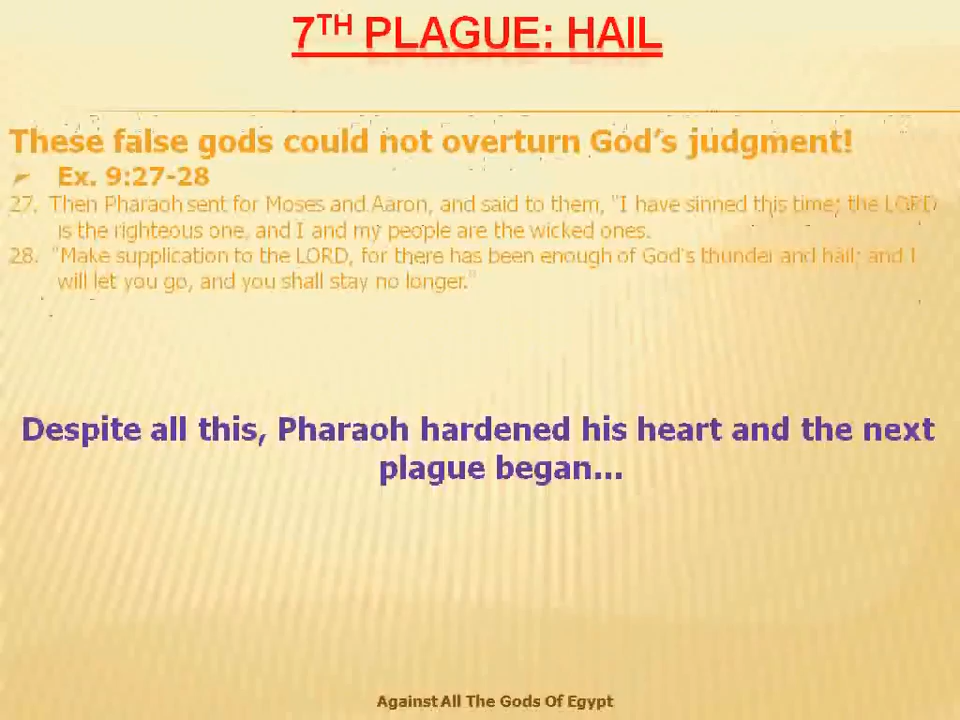 7TH PLAGUE: HAIL
These false gods could not overturn God's judgment!
➢ Ex. 9:27-28
27. Then Pharaoh sent for Moses and Aaron, and said to them, "I have sinned this time; the LORD
is the righteous one, and I and my people are the wicked ones.
28. "Make supplication to the LORD, for there has been enough of God's thunder and hail; and I
will let you go, and you shall stay no longer."
Despite all this, Pharaoh hardened his heart and the next
plague began...
Against All The Gods Of Egypt